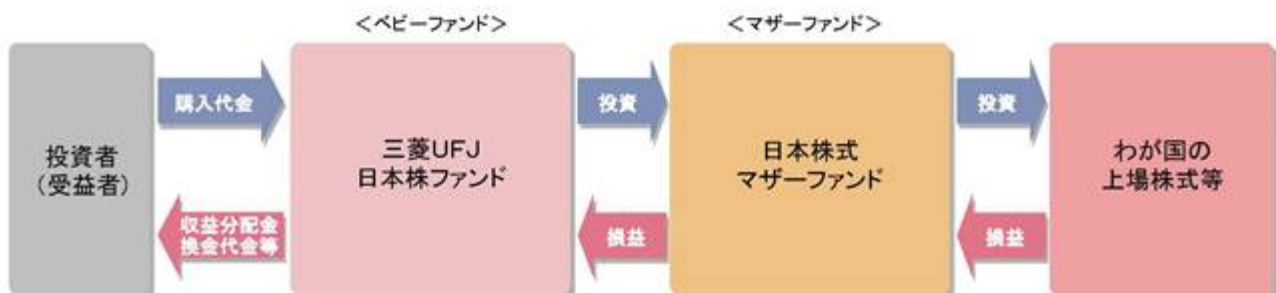 <ベビーファンド>
<マザーファンド>
投資者
(受益者)
購入代金
収益分配金
換金代金等
三菱UFJ
日本株ファンド
投資
損益
日本株式
マザーファンド
投資
損益
わが国の
上場株式等